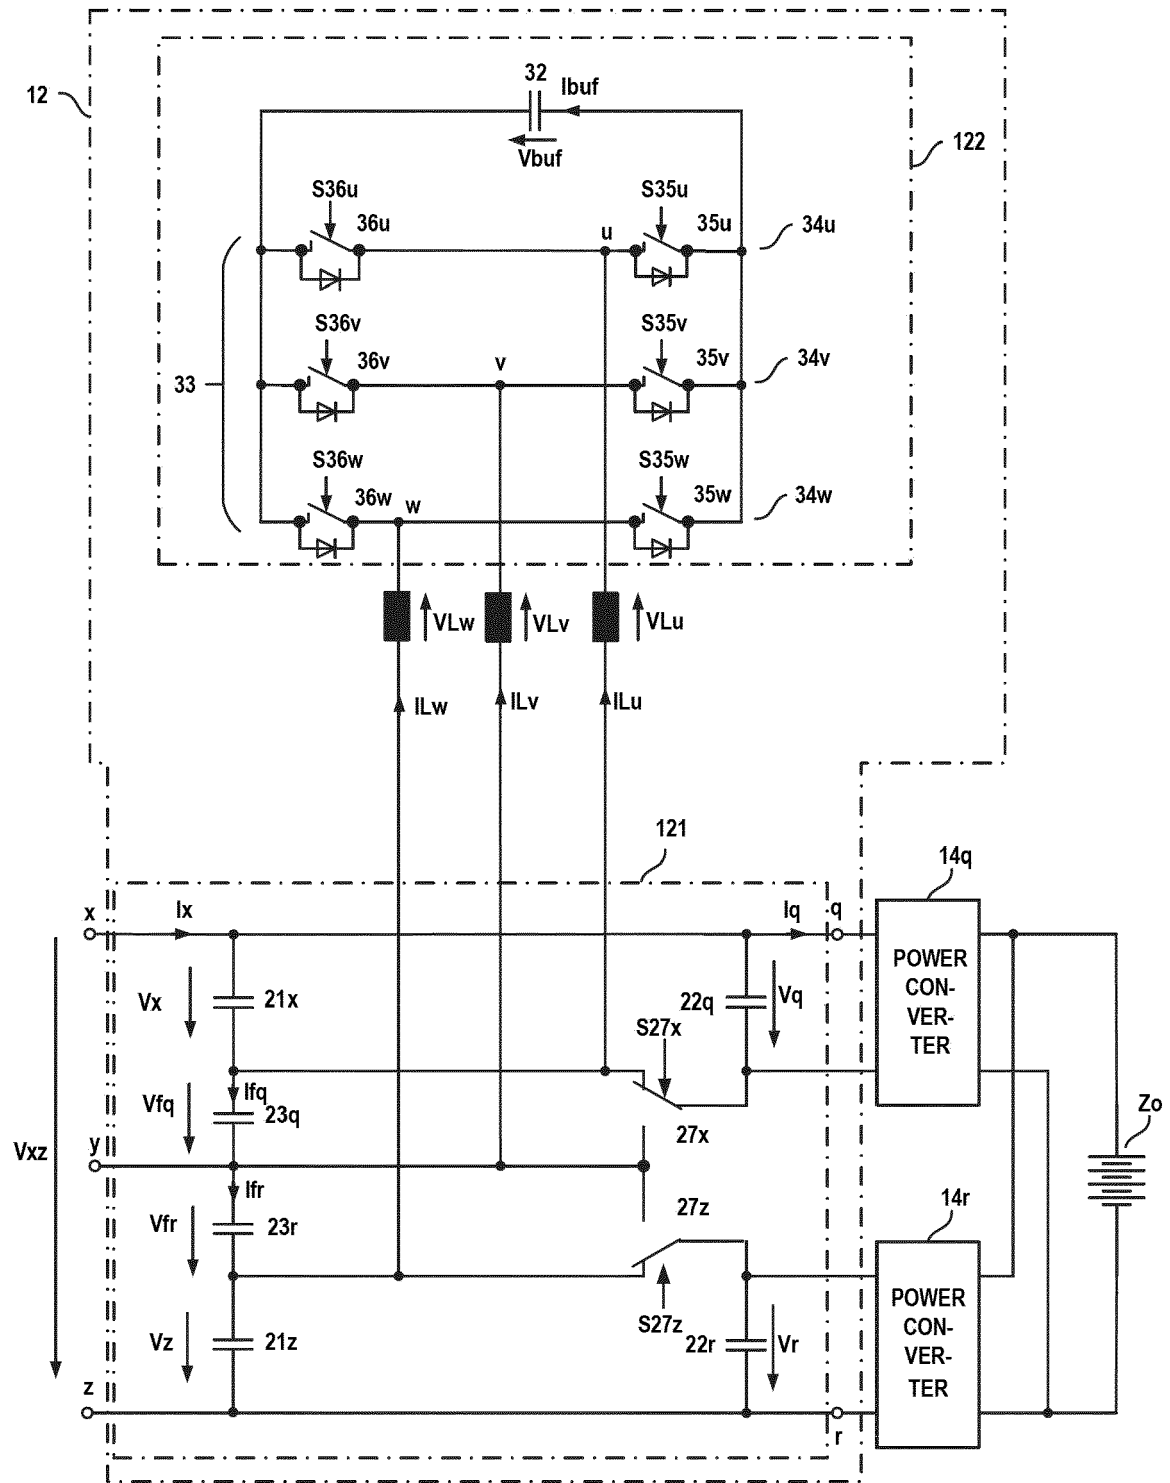 12
32
Ibuf
Vbuf
122
S36u
36u
u
S35u
35u
34u
S36v
36v
v
S35v
35v
34v
33
S36w
36w
w
S35w
35w
34w
VLw
VLv
VLu
ILw
ILv
ILu
121
14q
x
Ix
Iq
q
POWER
CON-
VER-
TER
Vx
21x
22q
Vq
S27x
Vfq
Ifq
23q
27x
Zo
Vxz
y
Ifr
14r
Vfr
23r
27z
POWER
CON-
VER-
TER
Vz
21z
S27z
22r
Vr
z
r